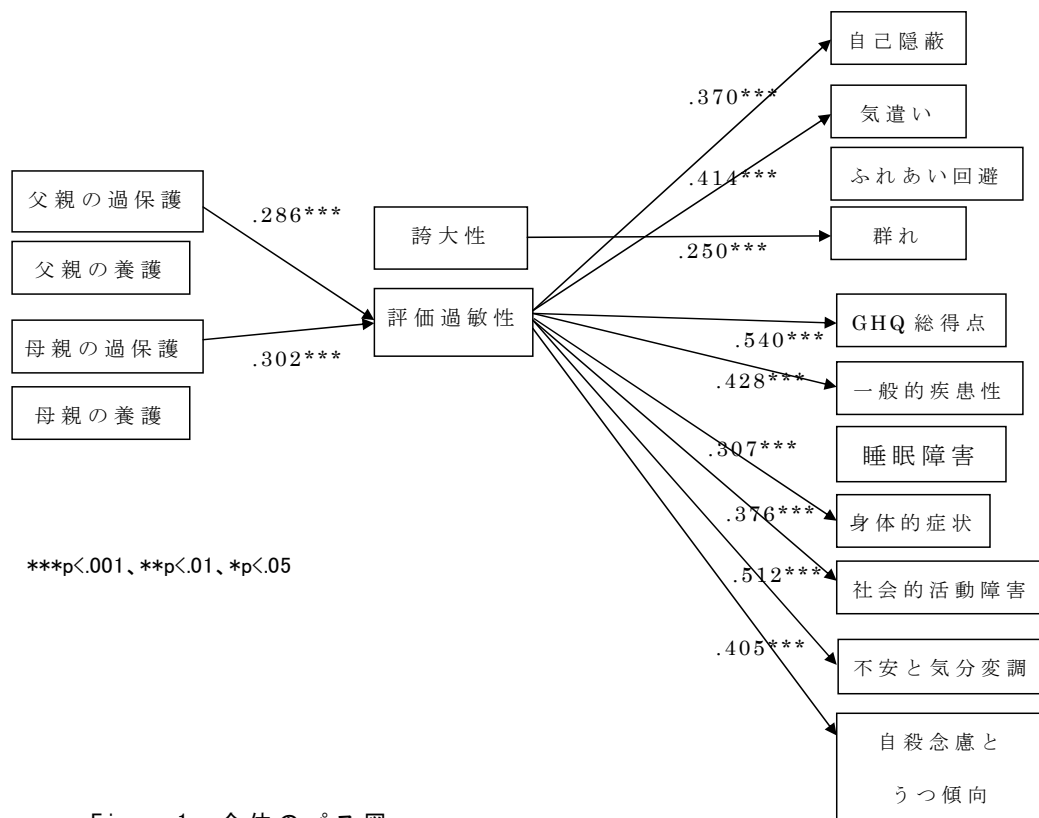 父親の過保護
父親の養護
母親の過保護
母親の養護
.286***
.302***
誇大性
評価過敏性
.370***
.414***
.250***
.540***
.428***
.307***
.376***
.512***
.405***
自己隠蔽
気遣い
ふれあい回避
群れ
GHQ 総得点
一般的疾患性
睡眠障害
身体的症状
社会的活動障害
不安と気分変調
自殺念慮と
うつ傾向
***p<.001、**p<.01、*p<.05